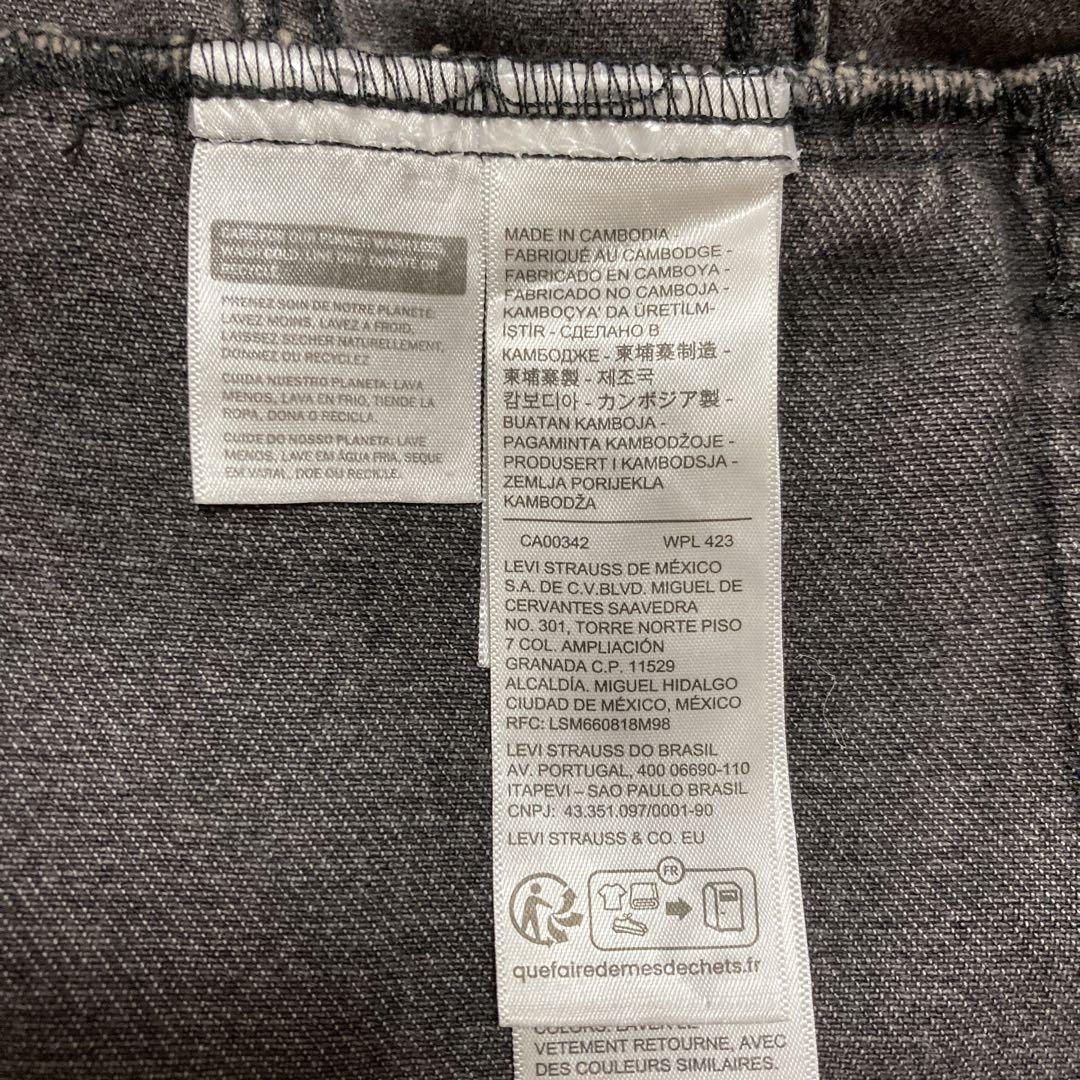 PRENEZ SOIN DE NOTRE PLANETE:
LAVEZ MOINS, LAVEZ A FROID,
LAISSEZ SECHER NATURELLEMENT,
DONNEZ OU RECYCLEZ
CUIDA NUESTRO PLANETA: LAVA
MENOS, LAVA EN FRIO, TIENDE LA
ROPA, DONA O RECICLA.
CUIDE DO NOSSO PLANETA: LAVE
MENOS, LAVE EM ÁGUA FRIA, SEQUE
EM VARAL, DOE OU RECICLE.
MADE IN CAMBODIA -
FABRIQUÉ AU CAMBODGE -
FABRICADO EN CAMBOYA -
FABRICADO NO CAMBOJA -
KAMBOÇYA' DA ÜRETİLM-
İSTİR - СДЕЛАНО В
КАМБОДЖЕ - 柬埔寨制造 -
柬埔寨製 - 제조국
캄보디아 - カンボジア製 -
BUATAN KAMBOJA -
PAGAMINTA KAMBODŽOJE -
PRODUSERT I KAMBODSJA -
ZEMLJA PORIJEKLA
KAMBODŽA
CA00342 WPL 423
LEVI STRAUSS DE MÉXICO
S.A. DE C.V.BLVD. MIGUEL DE
CERVANTES SAAVEDRA
NO. 301, TORRE NORTE PISO
7 COL. AMPLIACIÓN
GRANADA C.P. 11529
ALCALDÍA. MIGUEL HIDALGO
CIUDAD DE MÉXICO, MÉXICO
RFC: LSM660818M98
LEVI STRAUSS DO BRASIL
AV. PORTUGAL, 400 06690-110
ITAPEVI – SAO PAULO BRASIL
CNPJ: 43.351.097/0001-90
LEVI STRAUSS & CO. EU
FR
quefairedemesdechets.fr
COLORS. LAVER LE
VETEMENT RETOURNE, AVEC
DES COULEURS SIMILAIRES.